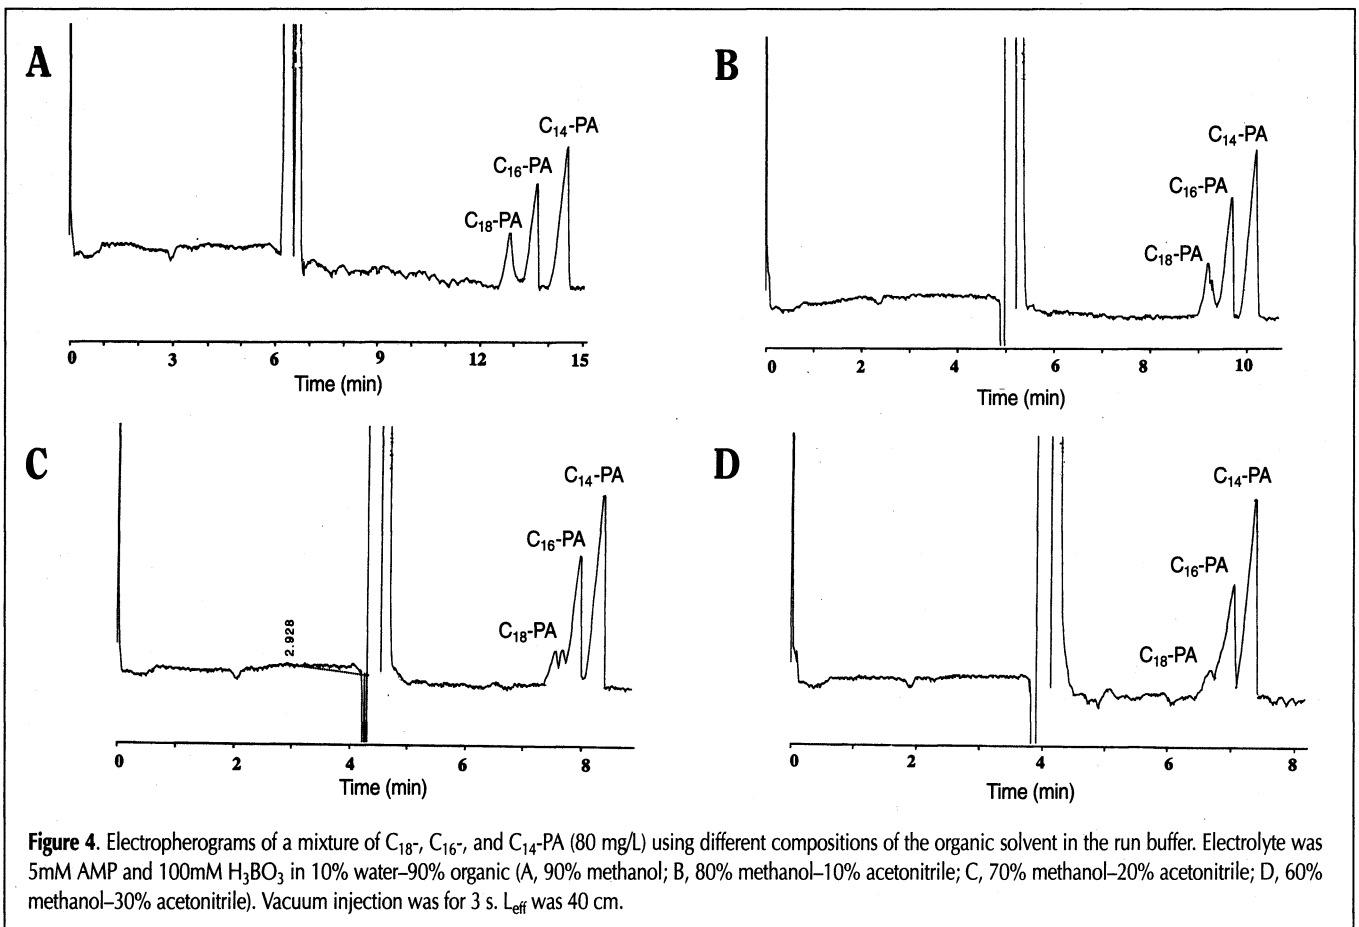 A
C14-PA
C16-PA
C18-PA
0 3 6 9 12 15
Time (min)
B
C14-PA
C16-PA
C18-PA
0 2 4 6 8 10
Time (min)
C
C14-PA
C16-PA
C18-PA
2.928
0 2 4 6 8
Time (min)
D
C14-PA
C16-PA
C18-PA
0 2 4 6 8
Time (min)
Figure 4. Electropherograms of a mixture of C18-, C16-, and C14-PA (80 mg/L) using different compositions of the organic solvent in the run buffer. Electrolyte was
5mM AMP and 100mM H3BO3 in 10% water–90% organic (A, 90% methanol; B, 80% methanol–10% acetonitrile; C, 70% methanol–20% acetonitrile; D, 60%
methanol–30% acetonitrile). Vacuum injection was for 3 s. Leff was 40 cm.